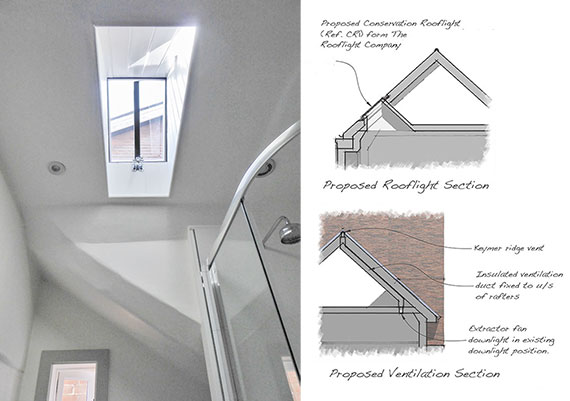 Proposed Conservation Rooflight
(Ref. CR1) form The
Rooflight Company
Proposed Rooflight Section
Keymer ridge vent
Insulated ventilation
duct fixed to u/s
of rafters
Extractor fan
downlight in existing
downlight position.
Proposed Ventilation Section